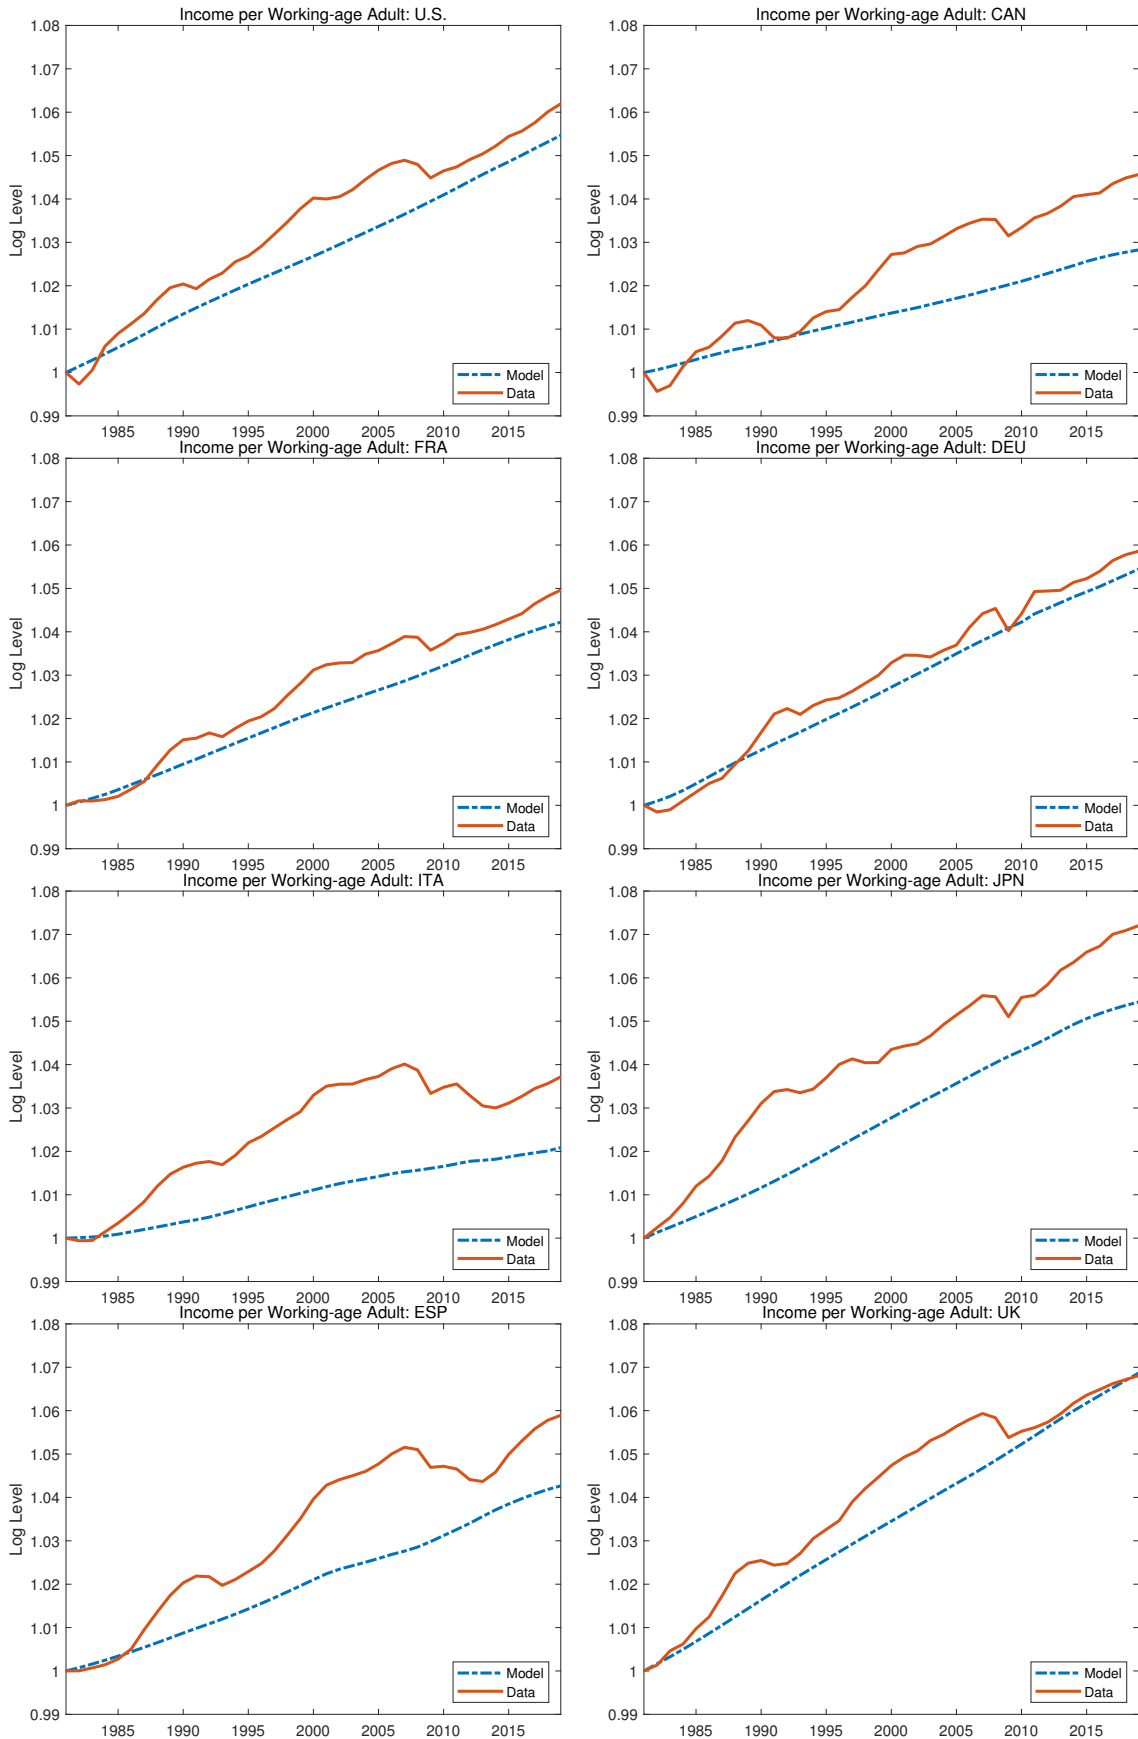 Income per Working-age Adult: U.S.
1.08
1.07
1.06
1.05
1.04
1.03
1.02
1.01
1
0.99
Log Level
1985 1990 1995 2000 2005 2010 2015
Model
Data
Income per Working-age Adult: CAN
1.08
1.07
1.06
1.05
1.04
1.03
1.02
1.01
1
0.99
Log Level
1985 1990 1995 2000 2005 2010 2015
Model
Data
Income per Working-age Adult: FRA
1.08
1.07
1.06
1.05
1.04
1.03
1.02
1.01
1
0.99
Log Level
1985 1990 1995 2000 2005 2010 2015
Model
Data
Income per Working-age Adult: DEU
1.08
1.07
1.06
1.05
1.04
1.03
1.02
1.01
1
0.99
Log Level
1985 1990 1995 2000 2005 2010 2015
Model
Data
Income per Working-age Adult: ITA
1.08
1.07
1.06
1.05
1.04
1.03
1.02
1.01
1
0.99
Log Level
1985 1990 1995 2000 2005 2010 2015
Model
Data
Income per Working-age Adult: JPN
1.08
1.07
1.06
1.05
1.04
1.03
1.02
1.01
1
0.99
Log Level
1985 1990 1995 2000 2005 2010 2015
Model
Data
Income per Working-age Adult: ESP
1.08
1.07
1.06
1.05
1.04
1.03
1.02
1.01
1
0.99
Log Level
1985 1990 1995 2000 2005 2010 2015
Model
Data
Income per Working-age Adult: UK
1.08
1.07
1.06
1.05
1.04
1.03
1.02
1.01
1
0.99
Log Level
1985 1990 1995 2000 2005 2010 2015
Model
Data